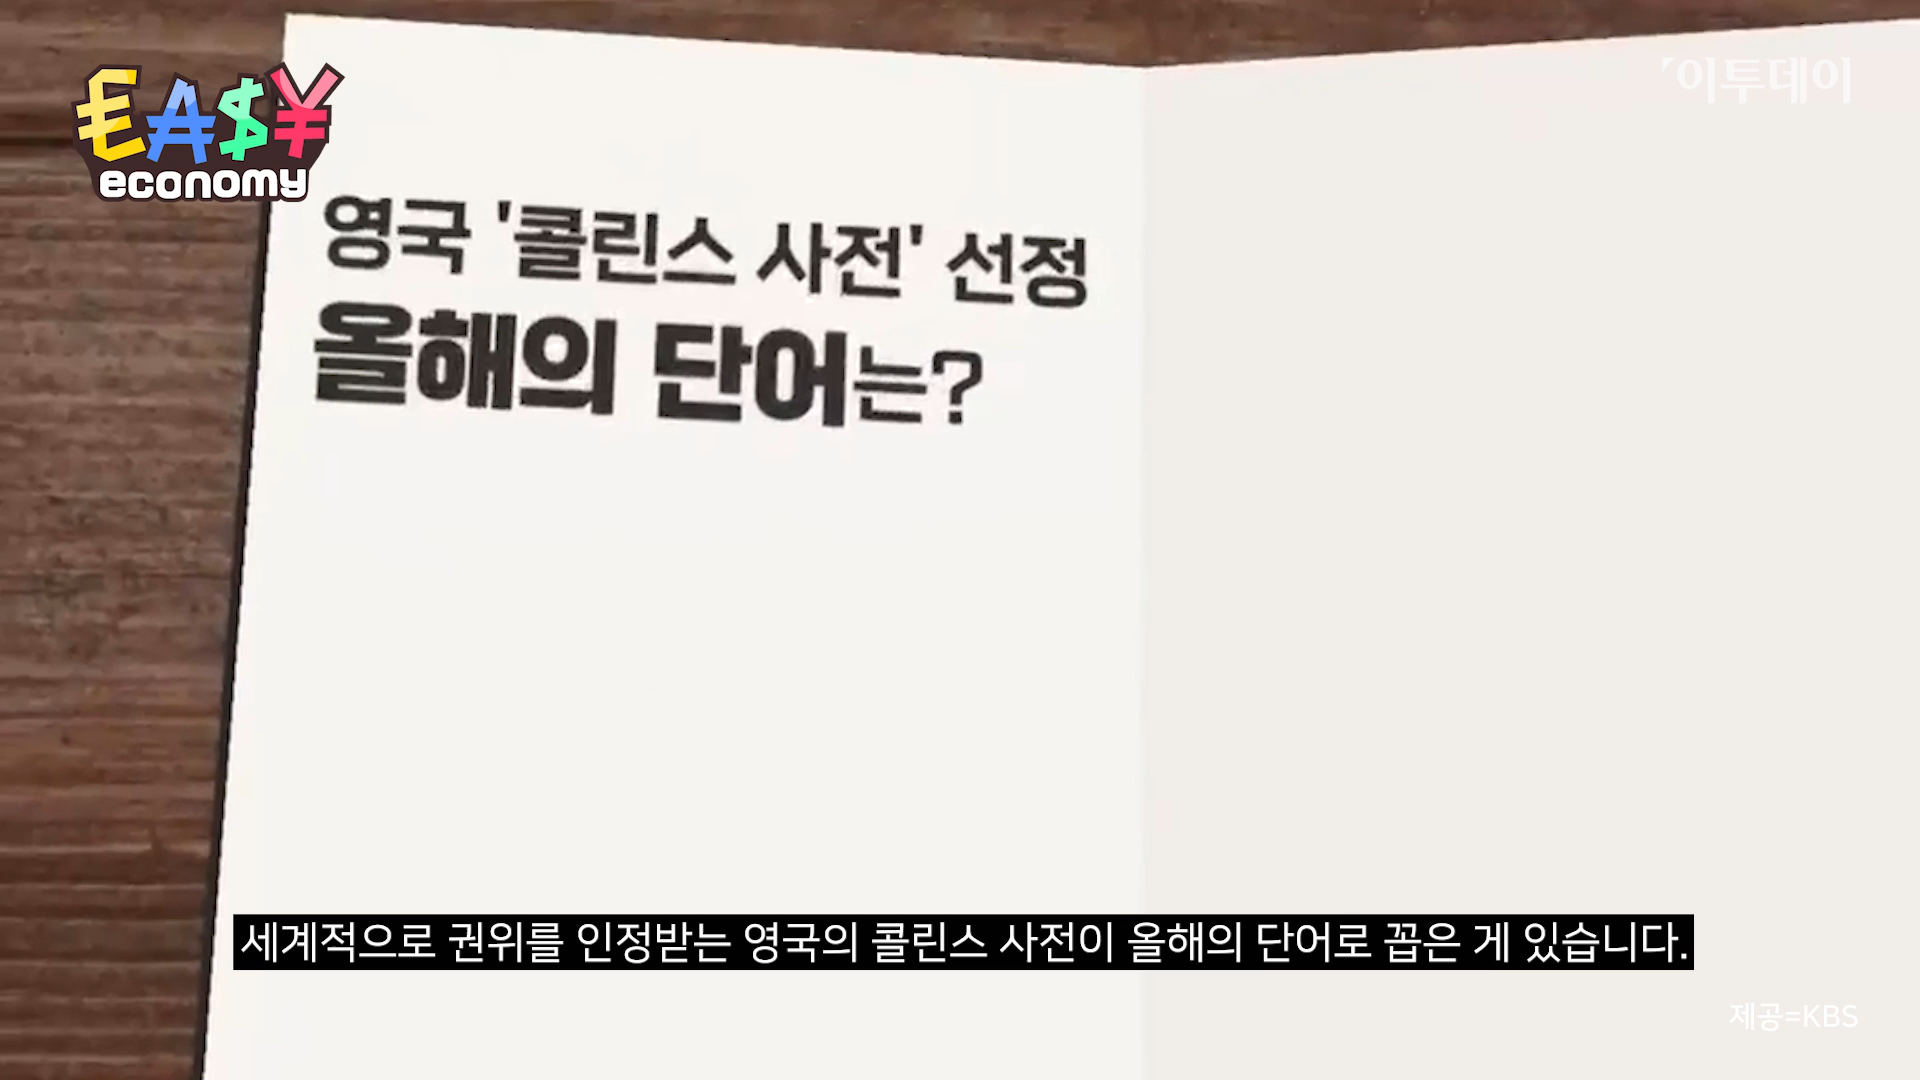 EA$¥
economy
이투데이
영국 '콜린스 사전' 선정
올해의 단어는?
세계적으로 권위를 인정받는 영국의 콜린스 사전이 올해의 단어로 꼽은 게 있습니다.
제공=KBS